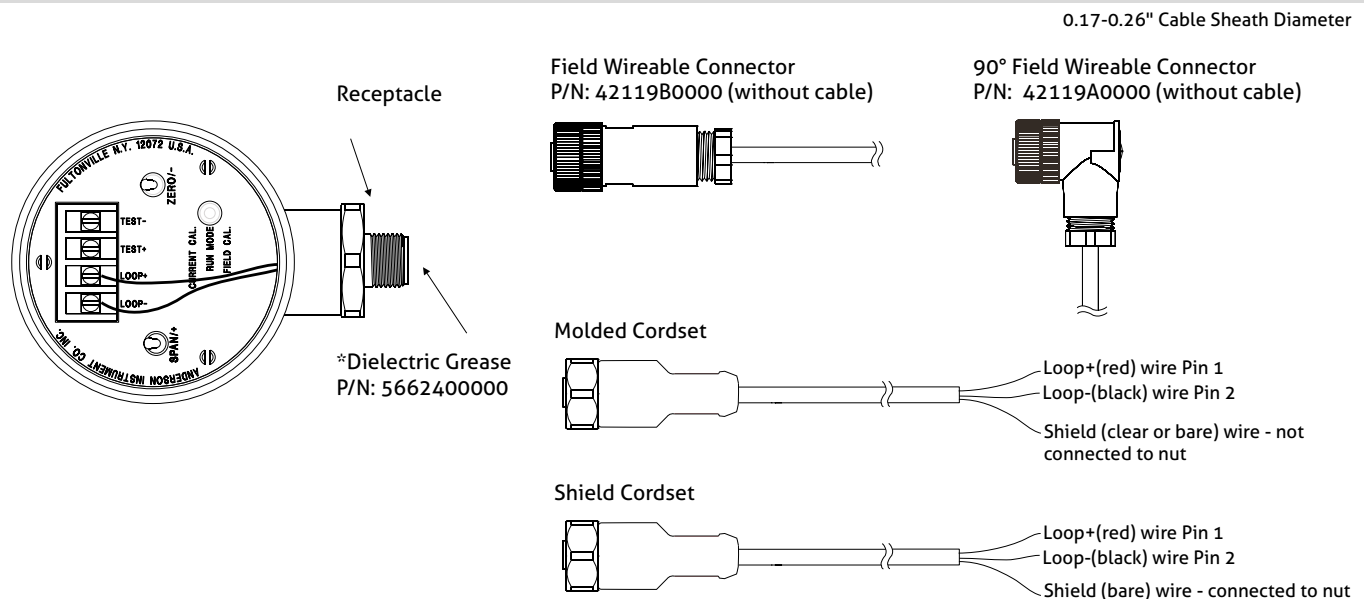 0.17-0.26" Cable Sheath Diameter
Field Wireable Connector
P/N: 42119B0000 (without cable)
90° Field Wireable Connector
P/N:  42119A0000 (without cable)
Receptacle
FULTONVILLE N.Y. 12072 U.S.A.
ZERO/-
TEST-
TEST+
LOOP+
LOOP-
CURRENT CAL.
RUN MODE
FIELD CAL.
SPAN/+
ANDERSON INSTRUMENT CO. INC.
*Dielectric Grease
P/N: 5662400000
Molded Cordset
Loop+(red) wire Pin 1
Loop-(black) wire Pin 2
Shield (clear or bare) wire - not
connected to nut
Shield Cordset
Loop+(red) wire Pin 1
Loop-(black) wire Pin 2
Shield (bare) wire - connected to nut